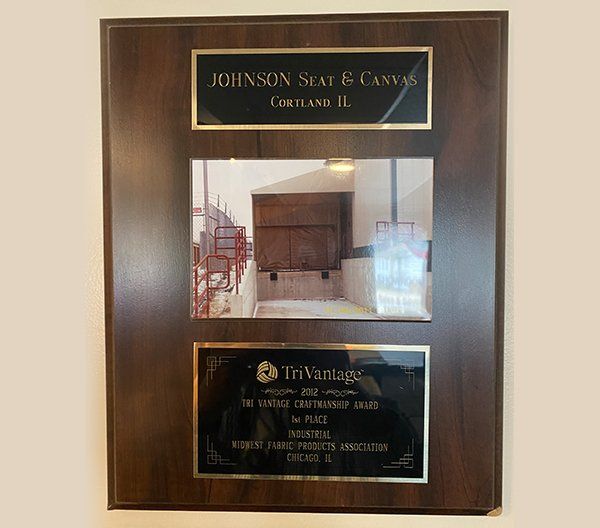 JOHNSON SEAT & CANVAS
CORTLAND, IL
TriVantage
2012
TRI VANTAGE CRAFTMANSHIP AWARD
1st PLACE
INDUSTRIAL
MIDWEST FABRIC PRODUCTS ASSOCIATION
CHICAGO, IL